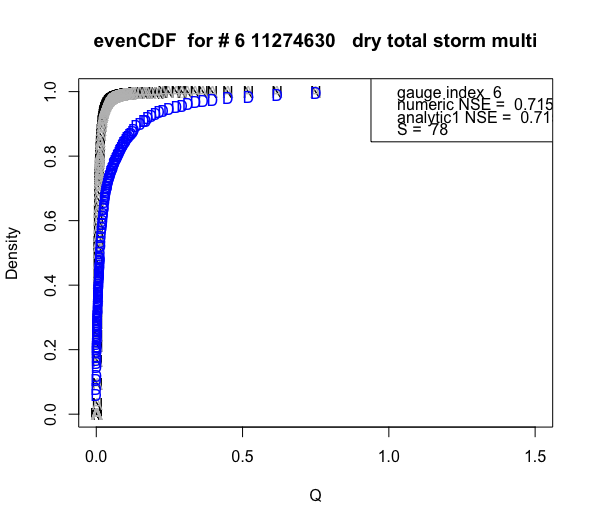 evenCDF for # 6 11274630 dry total storm multi
gauge index 6
numeric NSE = 0.715
analytic1 NSE = 0.71
S = 78
1.0
0.8
0.6
0.4
0.2
0.0
Density
0.0 0.5 1.0 1.5
Q